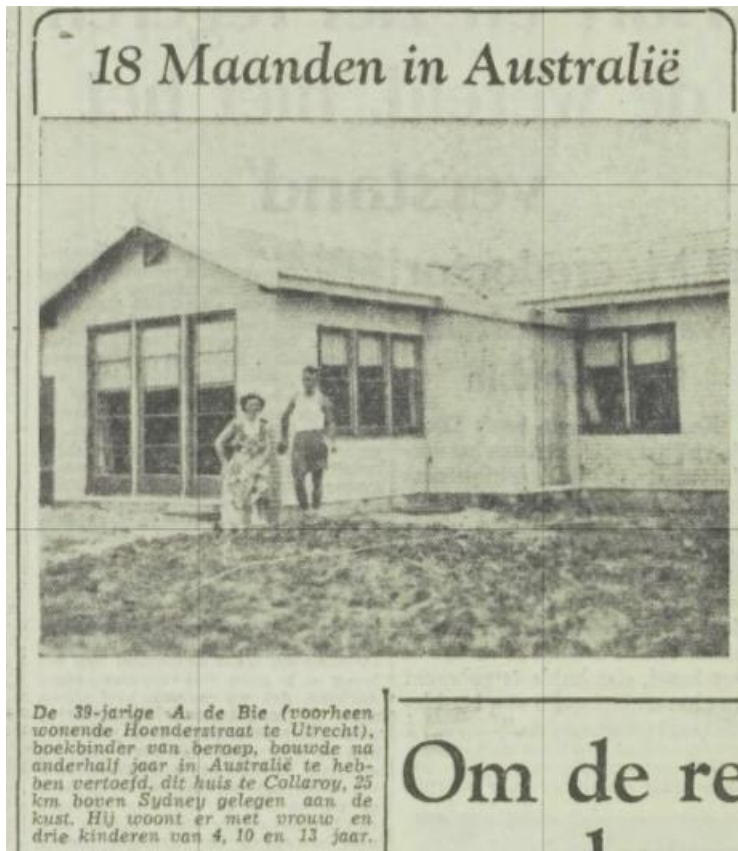 18 Maanden in Australië
De 39-jarige A. de Bie (voorheen
wonende Hoenderstraat te Utrecht),
boekbinder van beroep, bouwde na
anderhalf jaar in Australië te heb-
ben vertoefd, dit huis te Collaroy, 25
km boven Sydney gelegen aan de
kust. Hij woont er met vrouw en
drie kinderen van 4, 10 en 13 jaar.
Om de re